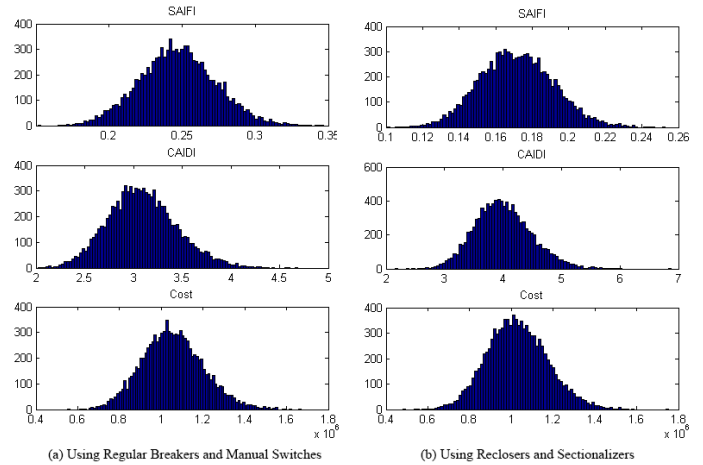 SAIFI
400
300
200
100
0
0.2 0.25 0.3 0.35
CAIDI
400
300
200
100
0
2 2.5 3 3.5 4 4.5 5
Cost
400
300
200
100
0
0.4 0.6 0.8 1 1.2 1.4 1.6 1.8
x 10⁶
(a) Using Regular Breakers and Manual Switches
SAIFI
400
300
200
100
0
0.1 0.12 0.14 0.16 0.18 0.2 0.22 0.24 0.26
CAIDI
600
400
200
0
2 3 4 5 6 7
Cost
400
300
200
100
0
0.4 0.6 0.8 1 1.2 1.4 1.6 1.8
x 10⁶
(b) Using Reclosers and Sectionalizers